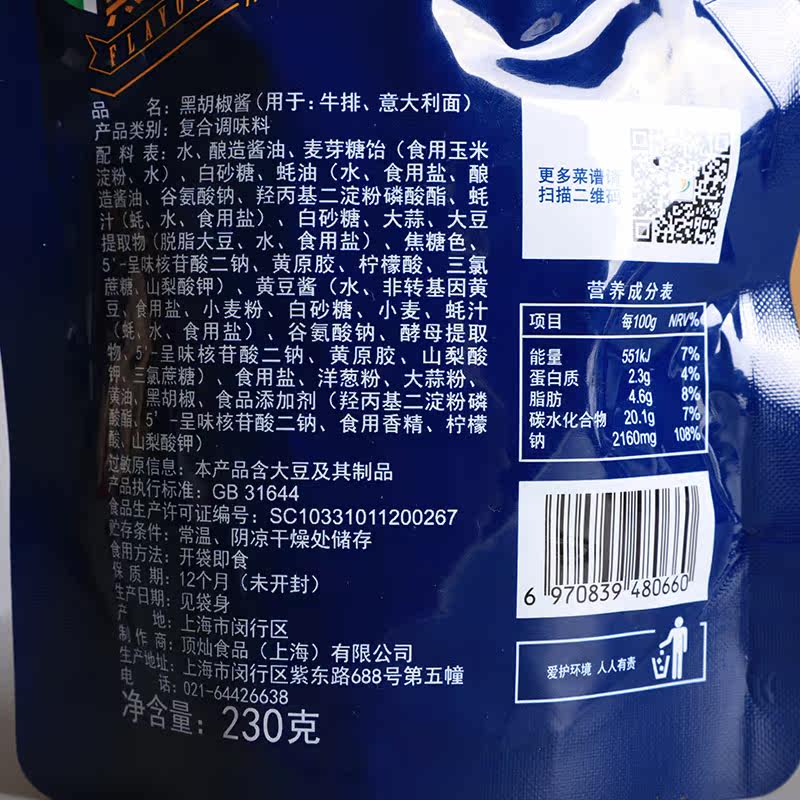 FLAVOU
品 名：黑胡椒酱（用于：牛排、意大利面）
产品类别：复合调味料
配 料 表：水、酿造酱油、麦芽糖饴（食用玉米
淀粉、水）、白砂糖、蚝油（水、食用盐、酿
造酱油、谷氨酸钠、羟丙基二淀粉磷酸酯、蚝
汁（蚝、水、食用盐）、白砂糖、大蒜、大豆
提取物（脱脂大豆、水、食用盐）、焦糖色、
5'-呈味核苷酸二钠、黄原胶、柠檬酸、三氯
蔗糖、山梨酸钾）、黄豆酱（水、非转基因黄
豆、食用盐、小麦粉、白砂糖、小麦、蚝汁
（蚝、水、食用盐）、谷氨酸钠、酵母提取
物、5'-呈味核苷酸二钠、黄原胶、山梨酸
钾、三氯蔗糖）、食用盐、洋葱粉、大蒜粉、
黄油、黑胡椒、食品添加剂（羟丙基二淀粉磷
酸酯、5'-呈味核苷酸二钠、食用香精、柠檬
酸、山梨酸钾）
过敏原信息：本产品含大豆及其制品
产品执行标准：GB 31644
食品生产许可证编号：SC10331011200267
贮存条件：常温、阴凉干燥处储存
食用方法：开袋即食
保 质 期：12个月（未开封）
生产日期：见袋身
产 地：上海市闵行区
制 作 商：顶灿食品（上海）有限公司
生产地址：上海市闵行区紫东路688号第五幢
电 话：021-64426638
净含量：230克
更多菜谱请
扫描二维码
营养成分表
项目 每100g NRV%
能量 551kJ 7%
蛋白质 2.3g 4%
脂肪 4.6g 8%
碳水化合物 20.1g 7%
钠 2160mg 108%
6 970839 480660
爱护环境 人人有责